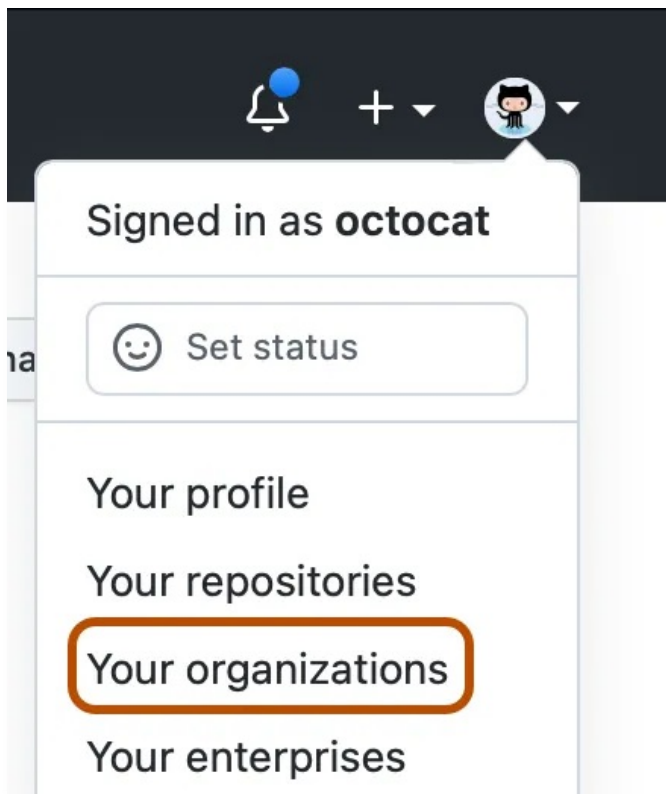 Signed in as octocat
Set status
Your profile
Your repositories
Your organizations
Your enterprises